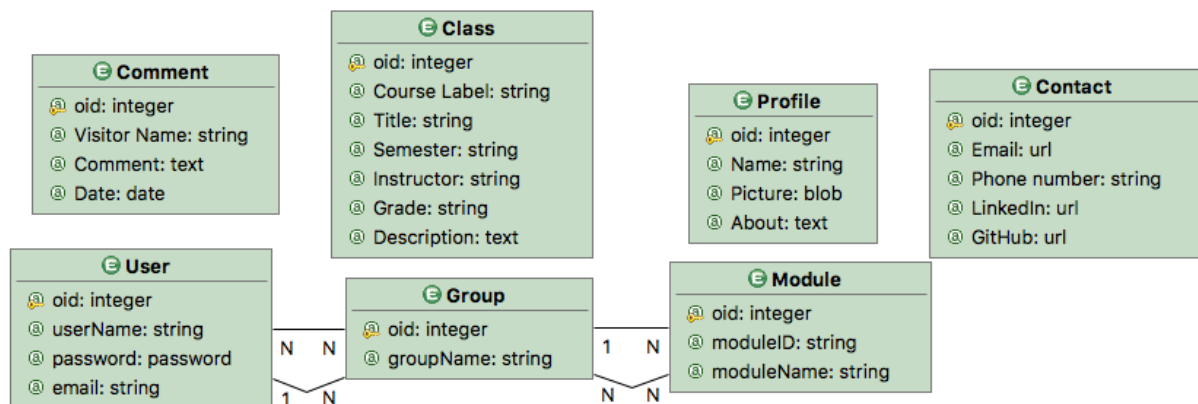 Comment
oid: integer
Visitor Name: string
Comment: text
Date: date
Class
oid: integer
Course Label: string
Title: string
Semester: string
Instructor: string
Grade: string
Description: text
Profile
oid: integer
Name: string
Picture: blob
About: text
Contact
oid: integer
Email: url
Phone number: string
LinkedIn: url
GitHub: url
User
oid: integer
userName: string
password: password
email: string
N N
1 N
Group
oid: integer
groupName: string
1 N
N N
Module
oid: integer
moduleID: string
moduleName: string